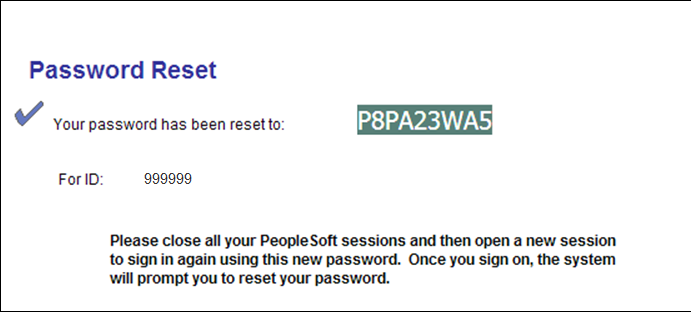 Password Reset
Your password has been reset to: P8PA23WA5
For ID: 999999
Please close all your PeopleSoft sessions and then open a new session
to sign in again using this new password. Once you sign on, the system
will prompt you to reset your password.